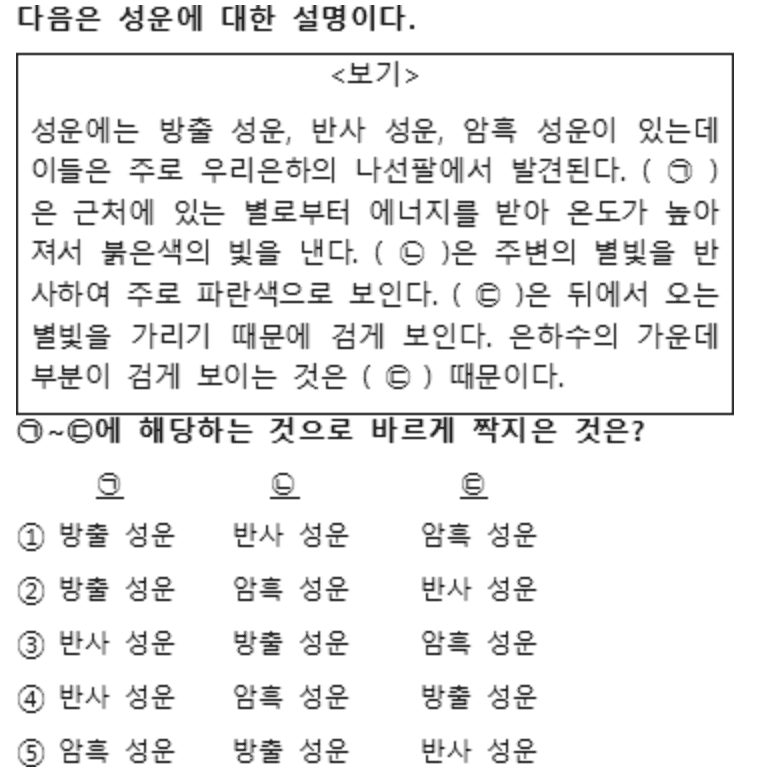 다음은 성운에 대한 설명이다.
<보기>
성운에는 방출 성운, 반사 성운, 암흑 성운이 있는데
이들은 주로 우리은하의 나선팔에서 발견된다. ( ㉠ )
은 근처에 있는 별로부터 에너지를 받아 온도가 높아
져서 붉은색의 빛을 낸다. ( ㉡ )은 주변의 별빛을 반
사하여 주로 파란색으로 보인다. ( ㉢ )은 뒤에서 오는
별빛을 가리기 때문에 검게 보인다. 은하수의 가운데
부분이 검게 보이는 것은 ( ㉢ ) 때문이다.
㉠~㉢에 해당하는 것으로 바르게 짝지은 것은?
㉠ ㉡ ㉢
① 방출 성운 반사 성운 암흑 성운
② 방출 성운 암흑 성운 반사 성운
③ 반사 성운 방출 성운 암흑 성운
④ 반사 성운 암흑 성운 방출 성운
⑤ 암흑 성운 방출 성운 반사 성운